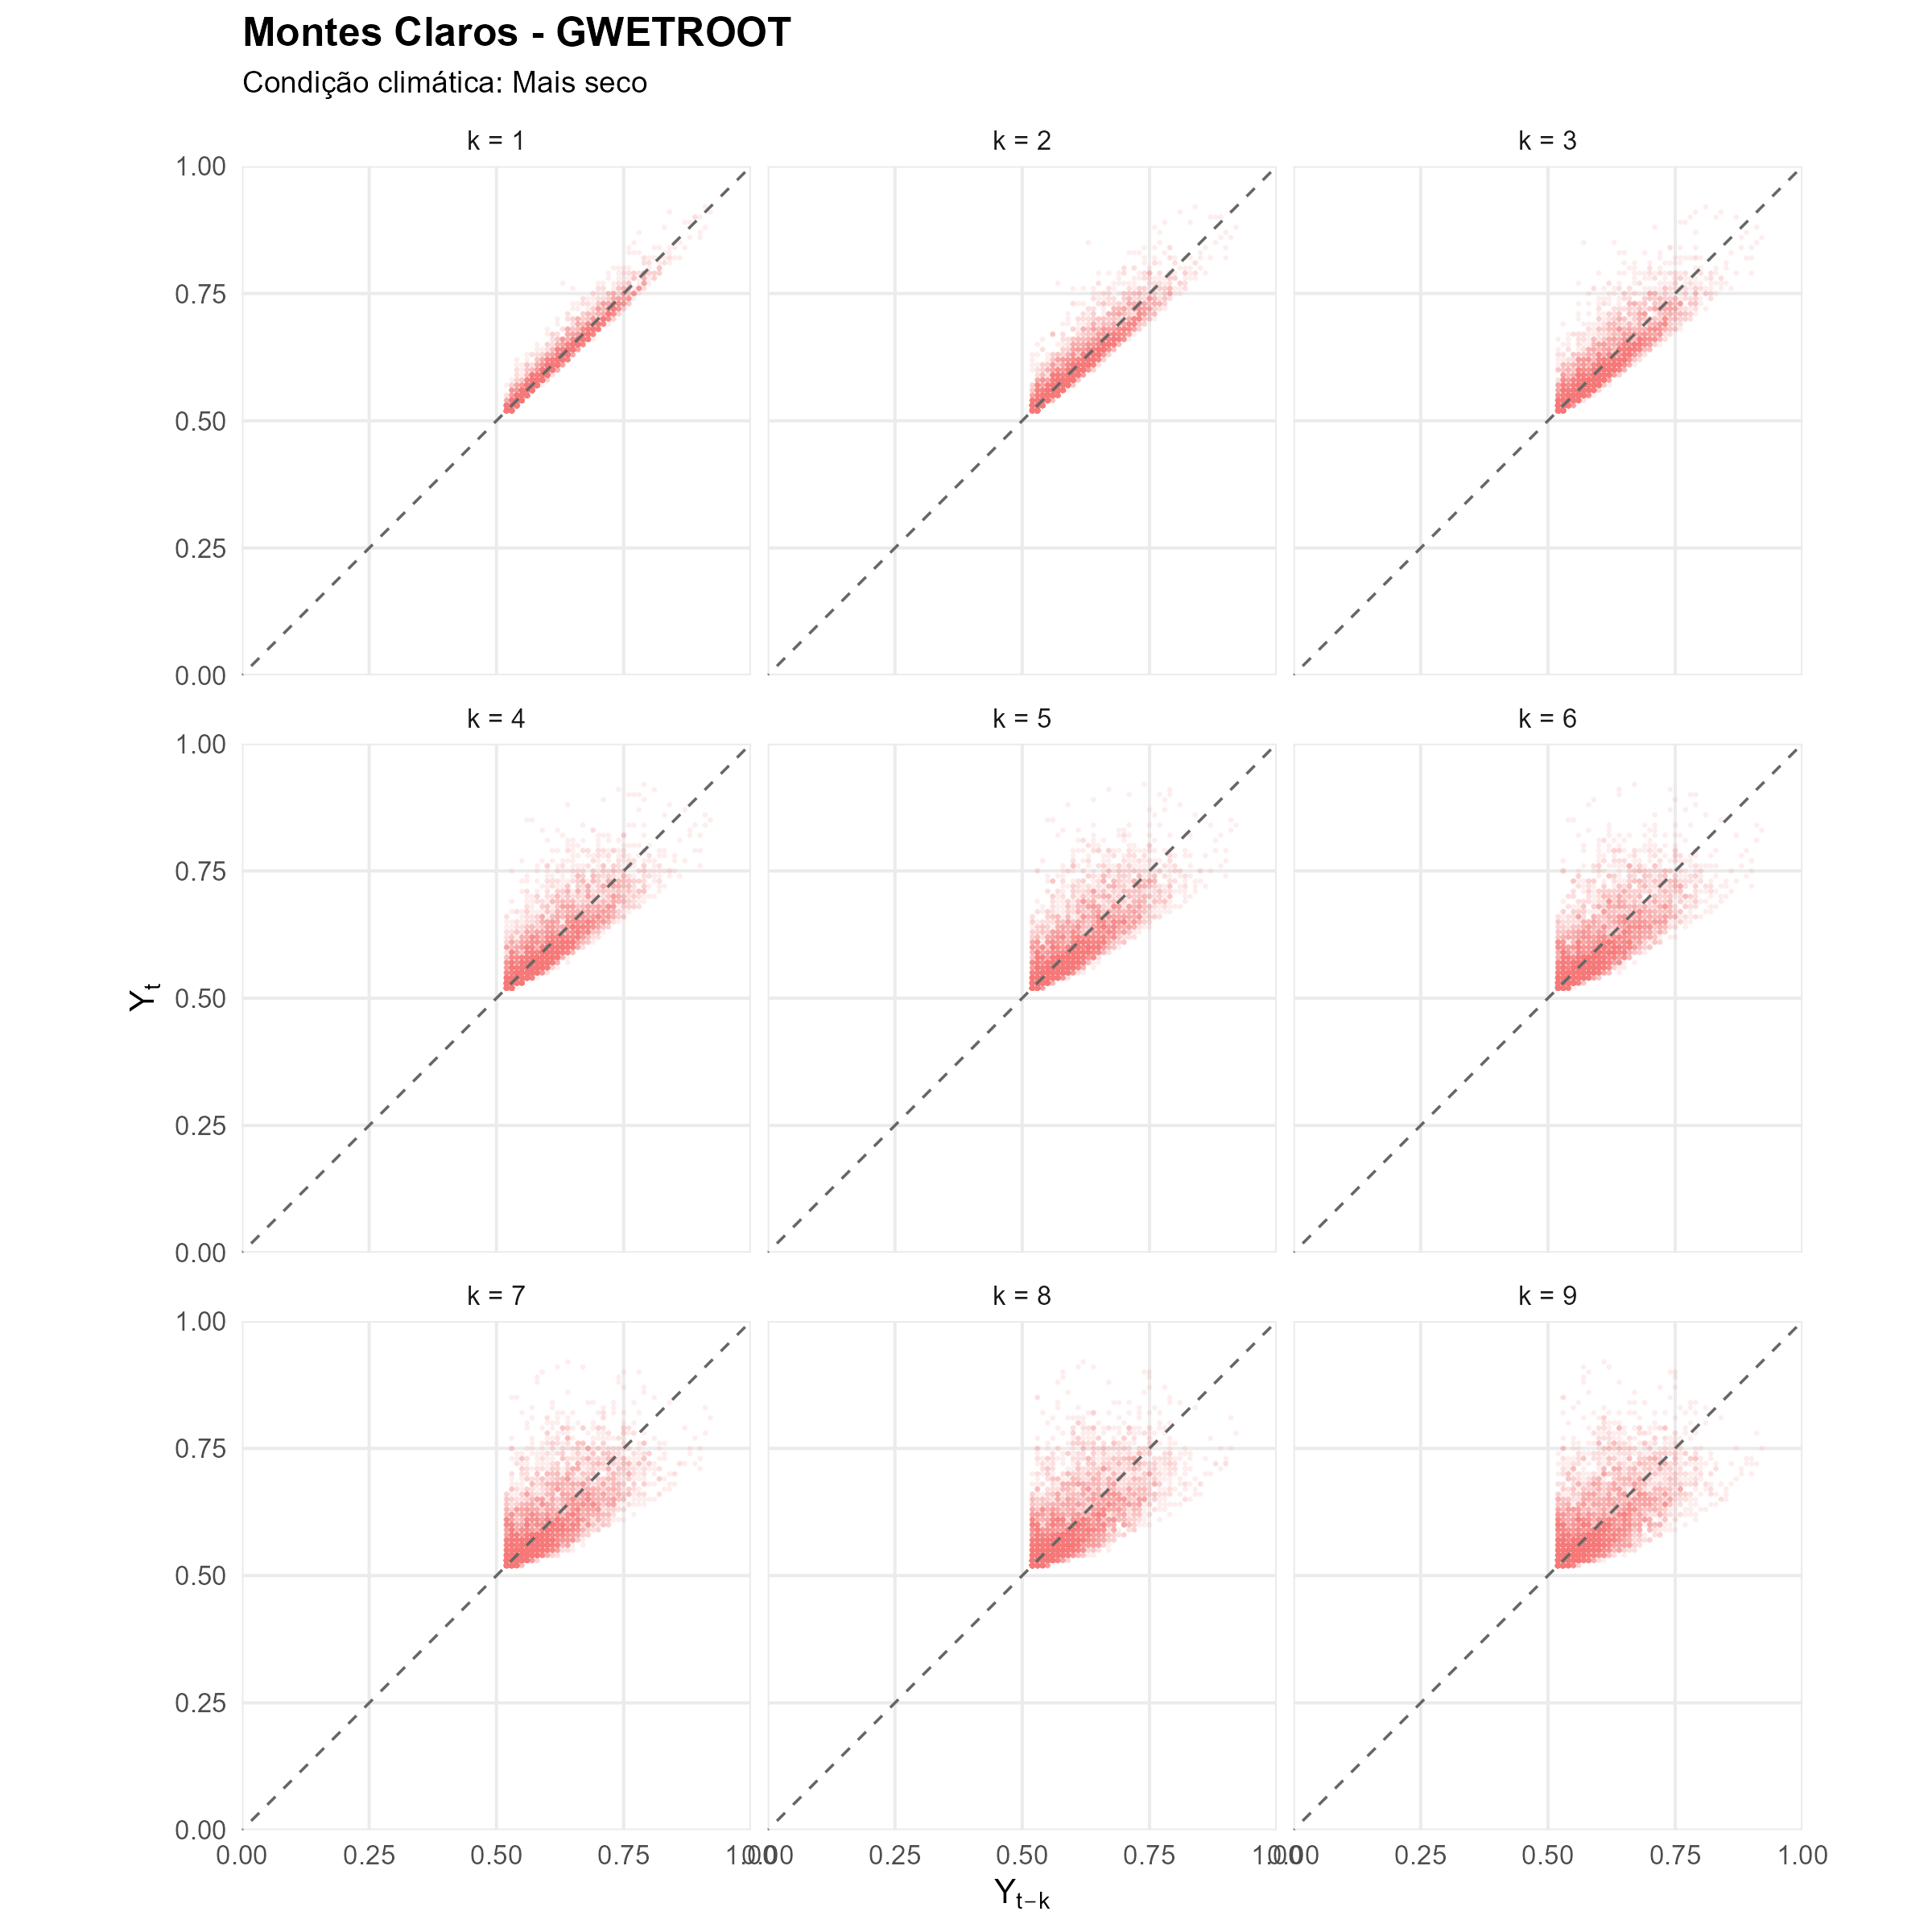 Montes Claros - GWETROOT
Condição climática: Mais seco
k = 1 k = 2 k = 3
1.00
0.75
0.50
0.25
0.00
k = 4 k = 5 k = 6
1.00
0.75
0.50
0.25
0.00
k = 7 k = 8 k = 9
1.00
0.75
0.50
0.25
0.00
0.00 0.25 0.50 0.75 1.00 0.00 0.25 0.50 0.75 1.00 0.00 0.25 0.50 0.75 1.00
Yt−k
Yt